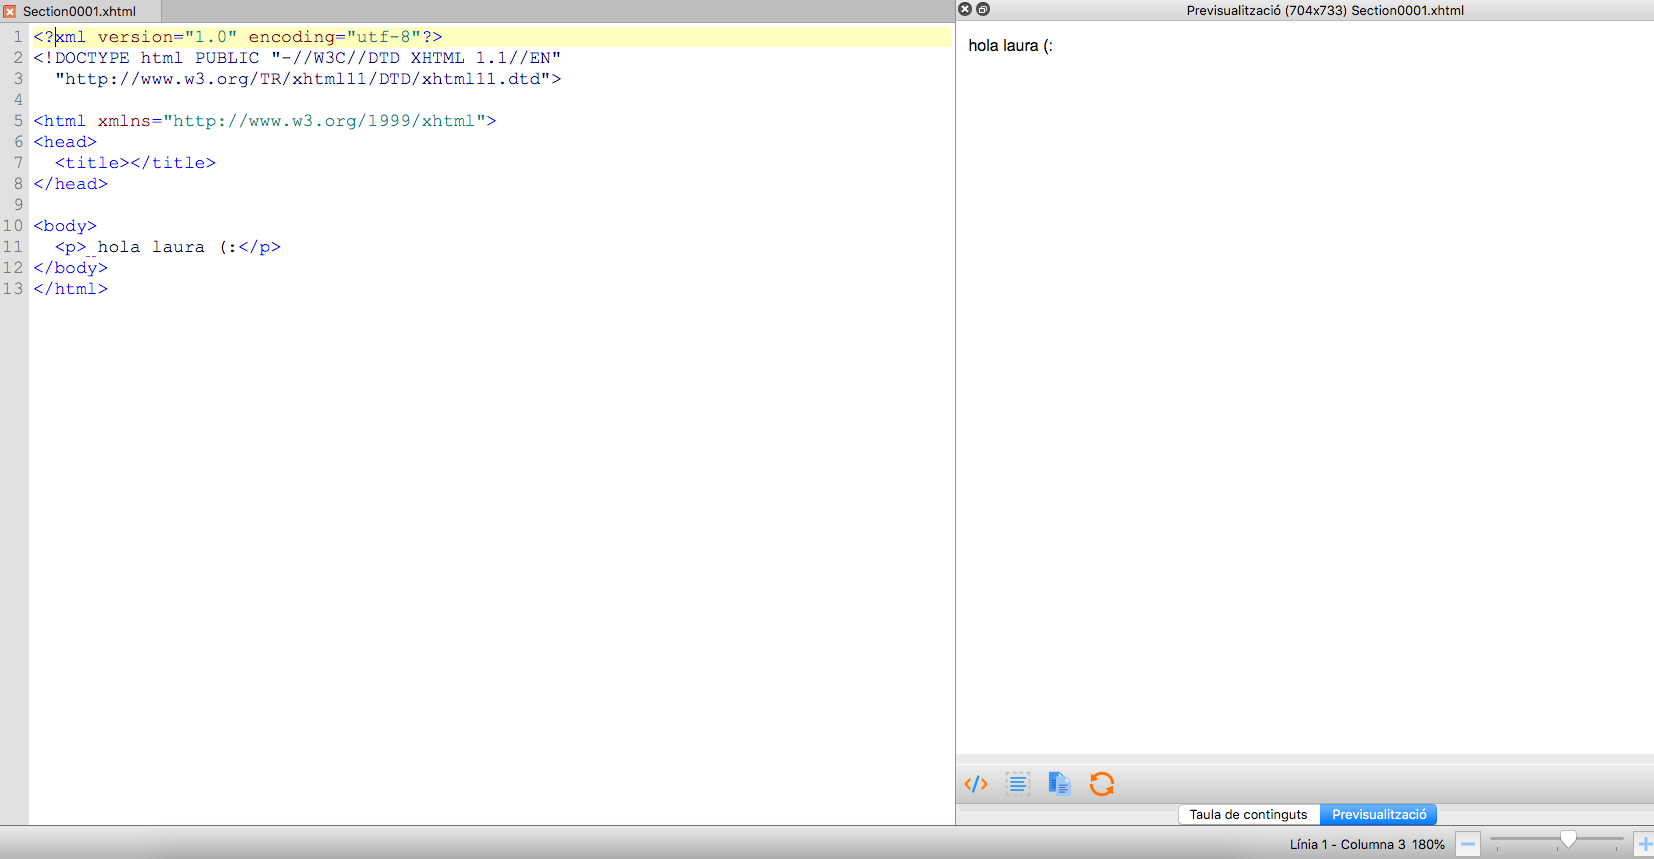 Section0001.xhtml
1 <?xml version="1.0" encoding="utf-8"?>
2 <!DOCTYPE html PUBLIC "-//W3C//DTD XHTML 1.1//EN"
3   "http://www.w3.org/TR/xhtml11/DTD/xhtml11.dtd">
4
5 <html xmlns="http://www.w3.org/1999/xhtml">
6 <head>
7   <title></title>
8 </head>
9
10 <body>
11   <p> hola laura (:</p>
12 </body>
13 </html>
Previsualització (704x733) Section0001.xhtml
hola laura (:
Taula de continguts Previsualització
Línia 1 - Columna 3 180%